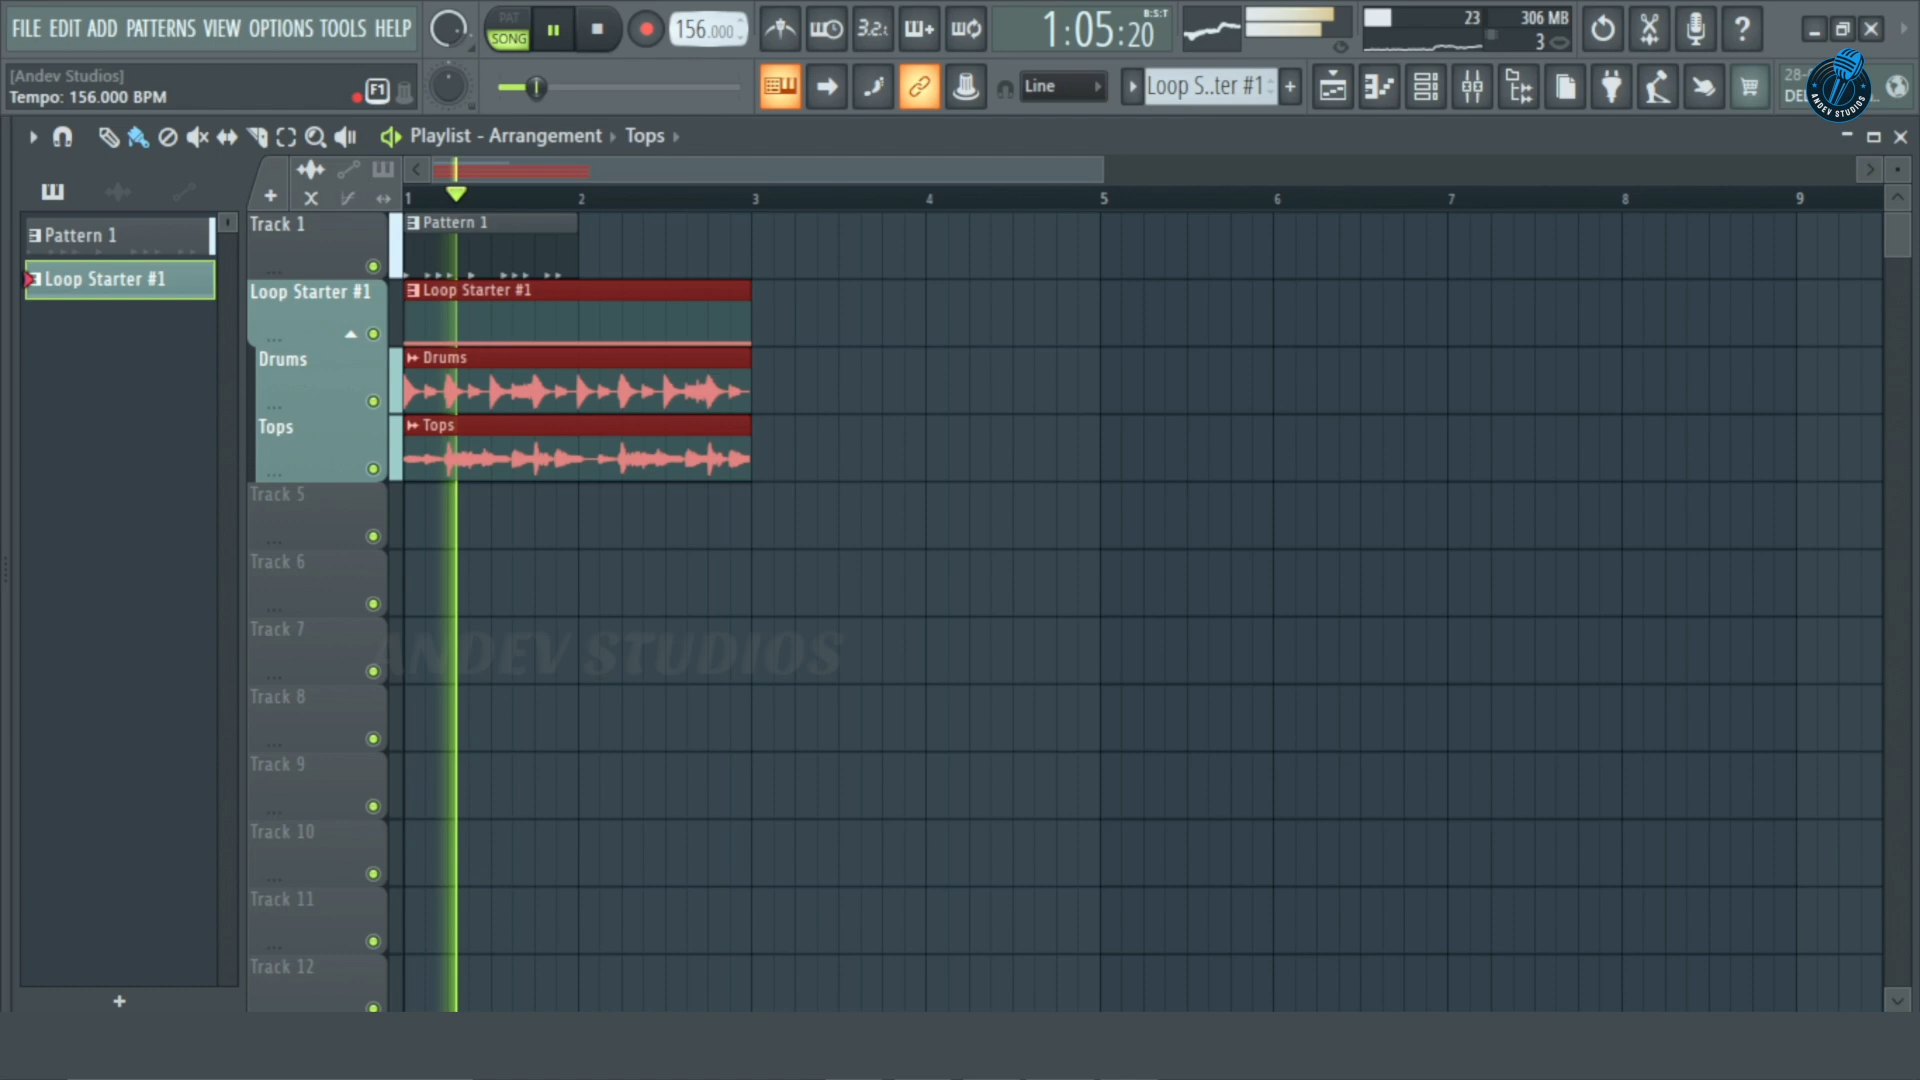 FILE EDIT ADD PATTERNS VIEW OPTIONS TOOLS HELP
PAT
SONG
156.000
3.2.
1:05:20
B:S:T
23
306 MB
3
?
[Andev Studios]
Tempo: 156.000 BPM
F1
Line
Loop S..ter #1
+
ANDEV STUDIOS
Playlist - Arrangement
Tops
1 2 3 4 5 6 7 8 9
Pattern 1
Loop Starter #1
+
Track 1
Pattern 1
Loop Starter #1
Loop Starter #1
Drums
Drums
Tops
Tops
Track 5
Track 6
Track 7
ANDEV STUDIOS
Track 8
Track 9
Track 10
Track 11
Track 12